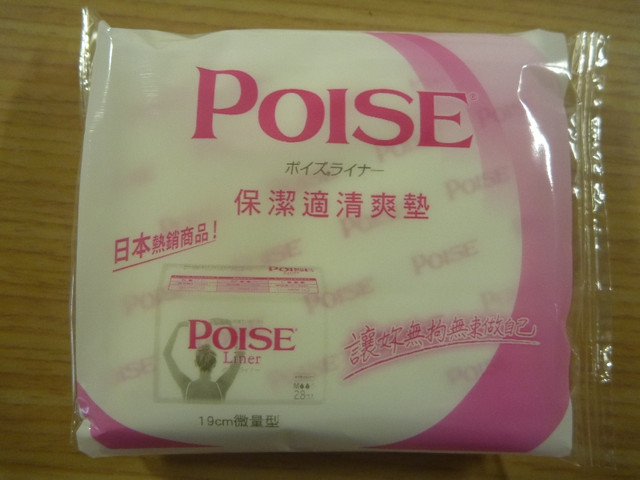 POISE
ポイズライナー
保潔適清爽墊
日本熱銷商品!
POISE
POISE
Liner
28
19cm微量型
讓妳無拘無束做自己